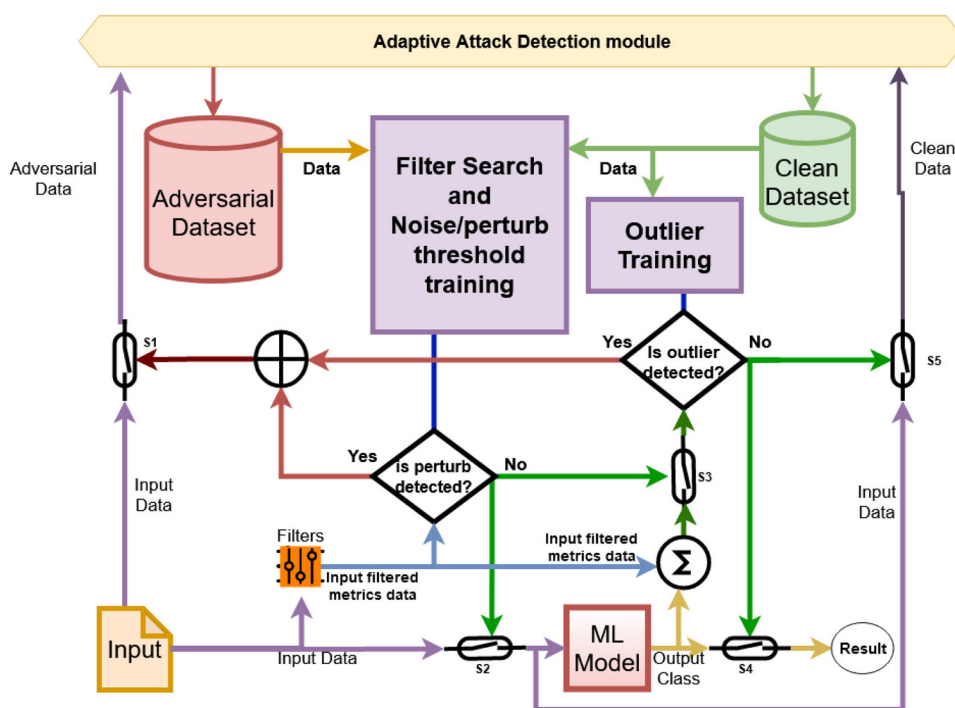 Adaptive Attack Detection module
Adversarial
Data
Adversarial
Dataset
Data
Filter Search
and
Noise/perturb
threshold
training
Data
Outlier
Training
Clean
Dataset
Clean
Data
S1
Yes
Is outlier
detected?
No
S5
Yes
is perturb
detected?
No
S3
Input
Data
Input
Data
Filters
Input filtered
metrics data
Input filtered
metrics data
Σ
Input
Input Data
S2
ML
Model
Output
Class
S4
Result